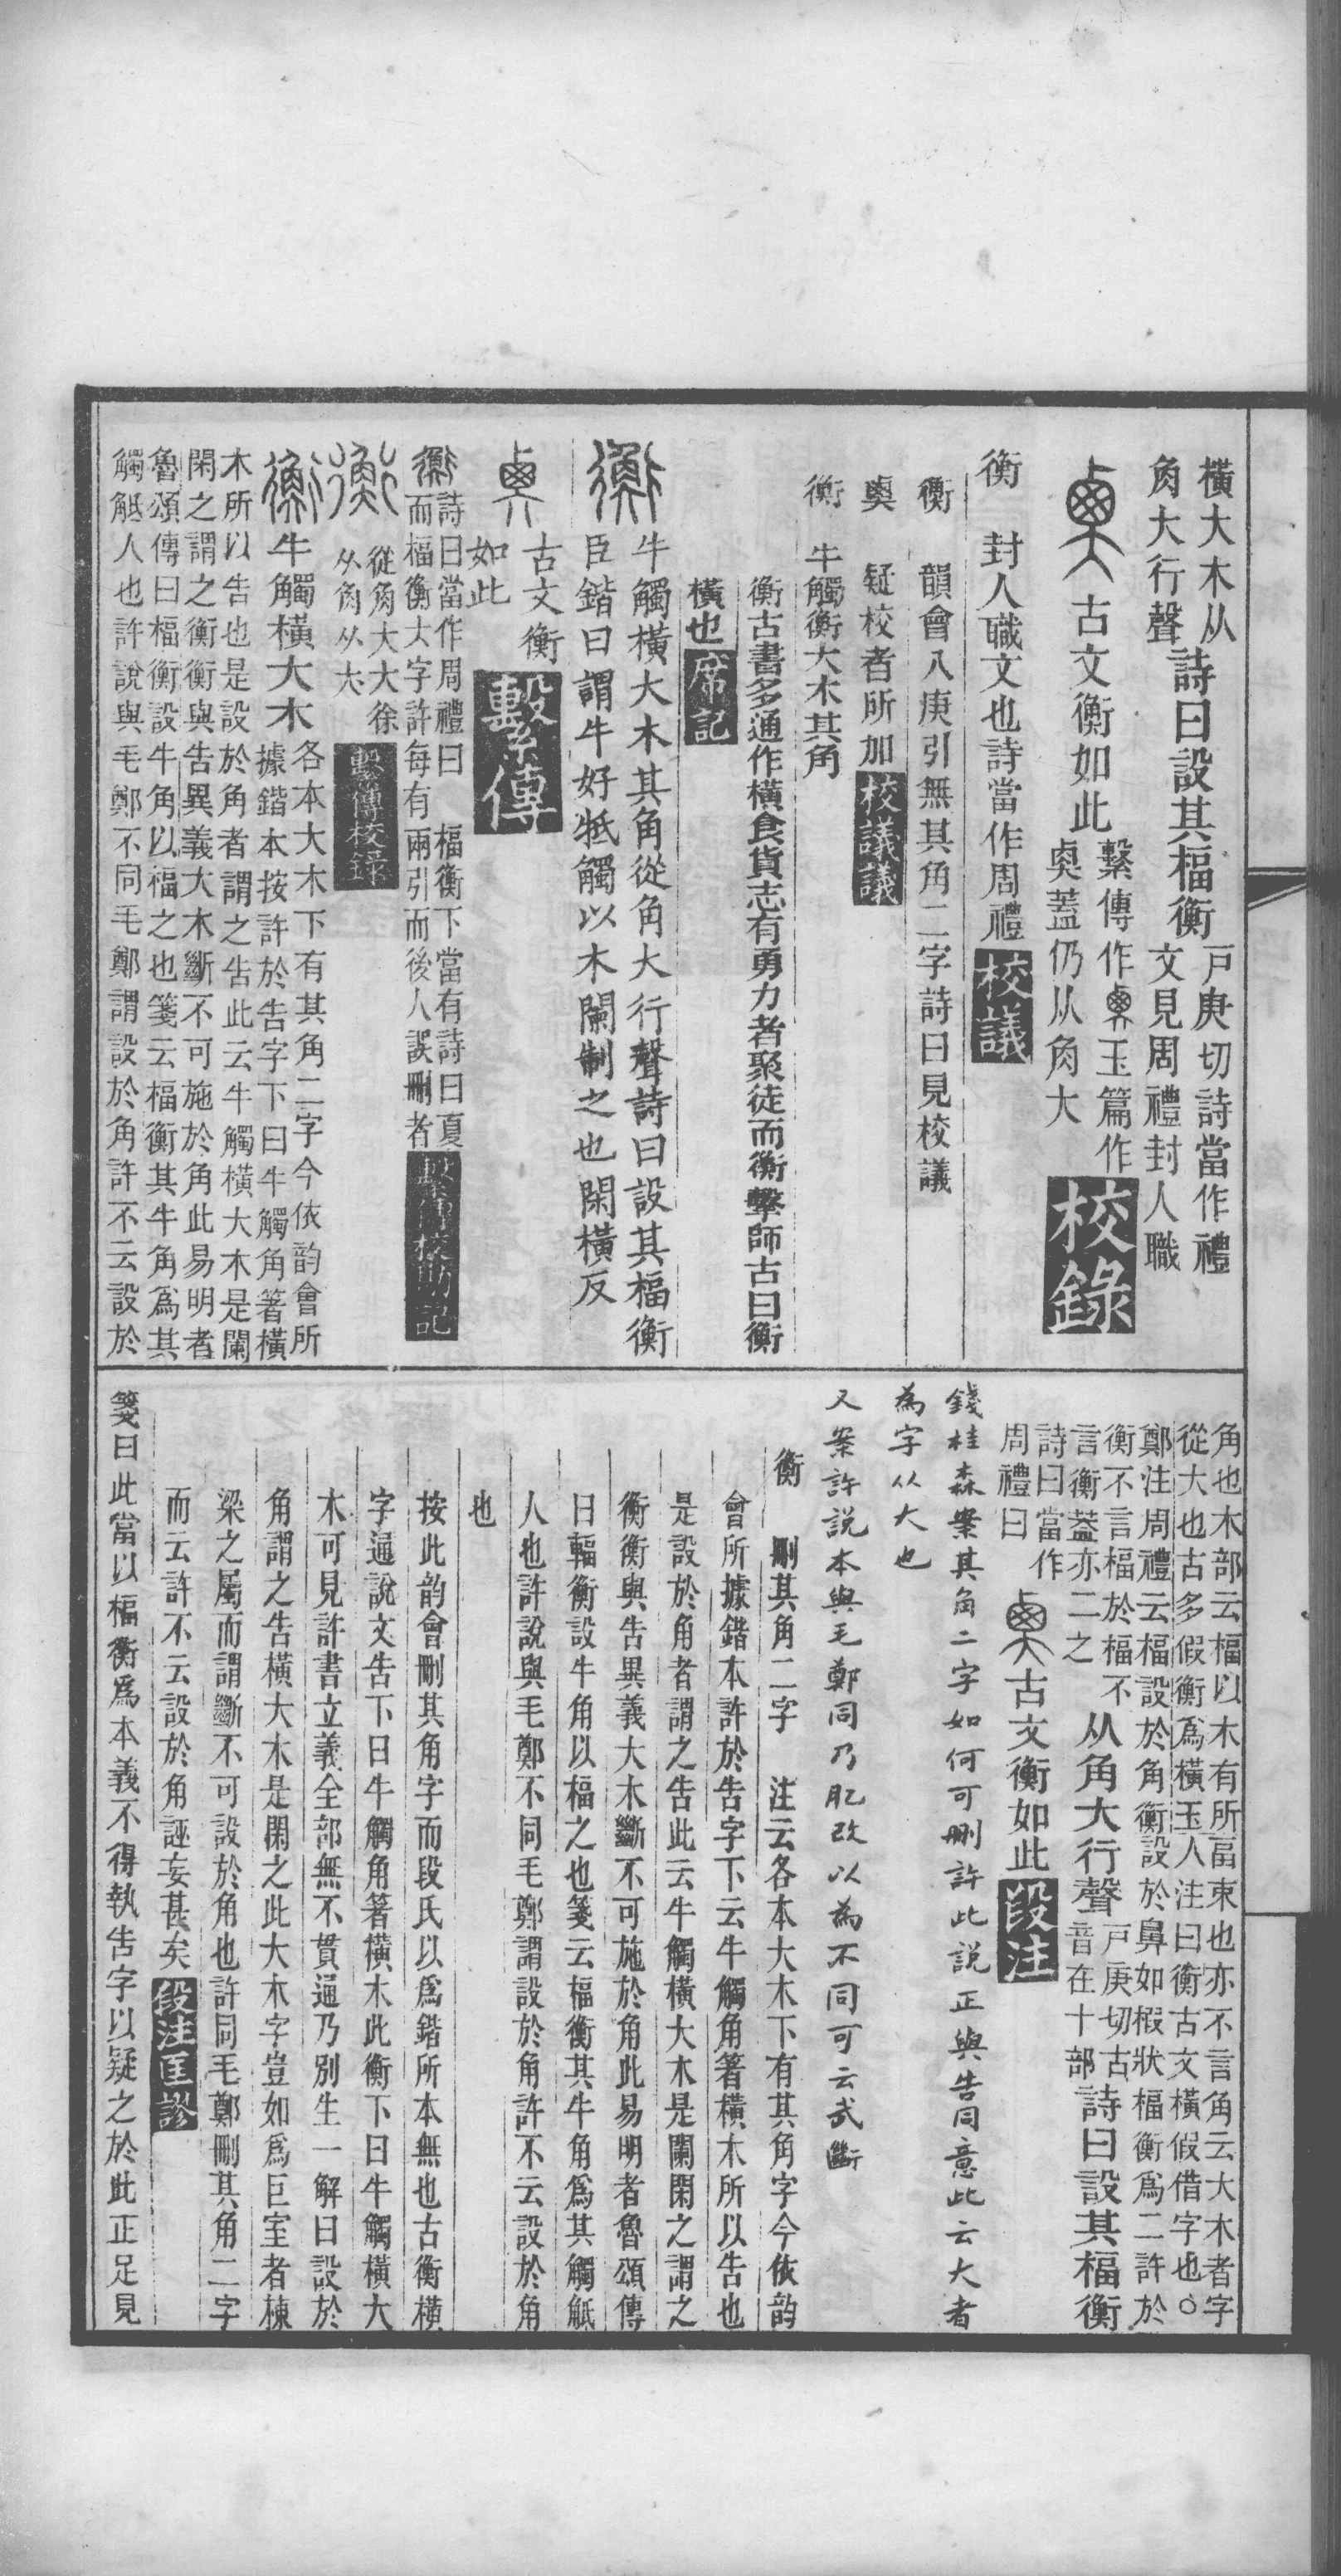 橫大木从
𧢲大行聲
詩曰設其楅衡
戸庚切詩當作禮
文見周禮封人職
古文衡如此
繫傳作𤕬玉篇作
奐蓋仍从𧢲大
校錄
衡　封人職文也詩當作周禮校議
衡　韻會八庚引無其角二字詩曰見校議
奐　疑校者所加校議議
衡　牛觸衡大木其角
衡古書多通作橫食貨志有勇力者聚徒而衡擊師古曰衡
橫也席記
牛觸橫大木其角從角大行聲詩曰設其楅衡
臣鍇曰謂牛好牴觸以木闌制之也閑橫反
古文衡
如此
繫傳
詩曰當作周禮曰　楅衡下當有詩曰夏
而楅衡大字許每有兩引而後人誤刪者
繫傳校勘記
從𧢲大大徐
从𧢲从大
繫傳校錄
牛觸橫大木
各本大木下有其角二字今依韵會所
據鍇本按許於告字下曰牛觸角箸橫
木所以告也是設於角者謂之告此云牛觸橫大木是闌
閑之謂之衡衡與告異義大木斷不可施於角此易明者
魯頌傳曰楅衡設牛角以楅之也箋云楅衡其牛角爲其
觸觝人也許說與毛鄭不同毛鄭謂設於角許不云設於
角也木部云楅以木有所畐束也亦不言角云大木者字
從大也古多假衡爲橫玉人注曰衡古文橫假借字也○
鄭注周禮云楅設於角衡設於鼻如椵狀楅衡爲二許於
衡不言楅於楅不
言衡葢亦二之
从角大行聲
戸庚切古
音在十部
詩曰設其楅衡
詩曰當作
周禮曰
古文衡如此段注
錢桂森案其角二字如何可刪許此說正與告同意此云大者
為字从大也
又案許說本與毛鄭同乃肊改以為不同可云武斷
衡　刪其角二字　注云各本大木下有其角字今依韵
會所據鍇本許於告字下云牛觸角箸橫木所以告也
是設於角者謂之告此云牛觸橫大木是闌閑之謂之
衡衡與告異義大木斷不可施於角此易明者魯頌傳
曰楅衡設牛角以楅之也箋云楅衡其牛角爲其觸觝
人也許說與毛鄭不同毛鄭謂設於角許不云設於角
也
按此韵會刪其角字而段氏以爲鍇所本無也古衡橫
字通說文告下曰牛觸角箸橫木此衡下曰牛觸橫大
木可見許書立義全部無不貫通乃別生一解曰設於
角謂之告橫大木是閑之此大木字豈如爲巨室者棟
梁之屬而謂斷不可設於角也許同毛鄭刪其角二字
而云許不云設於角誣妄甚矣段注匡謬
箋曰此當以楅衡爲本義不得執告字以疑之於此正足見